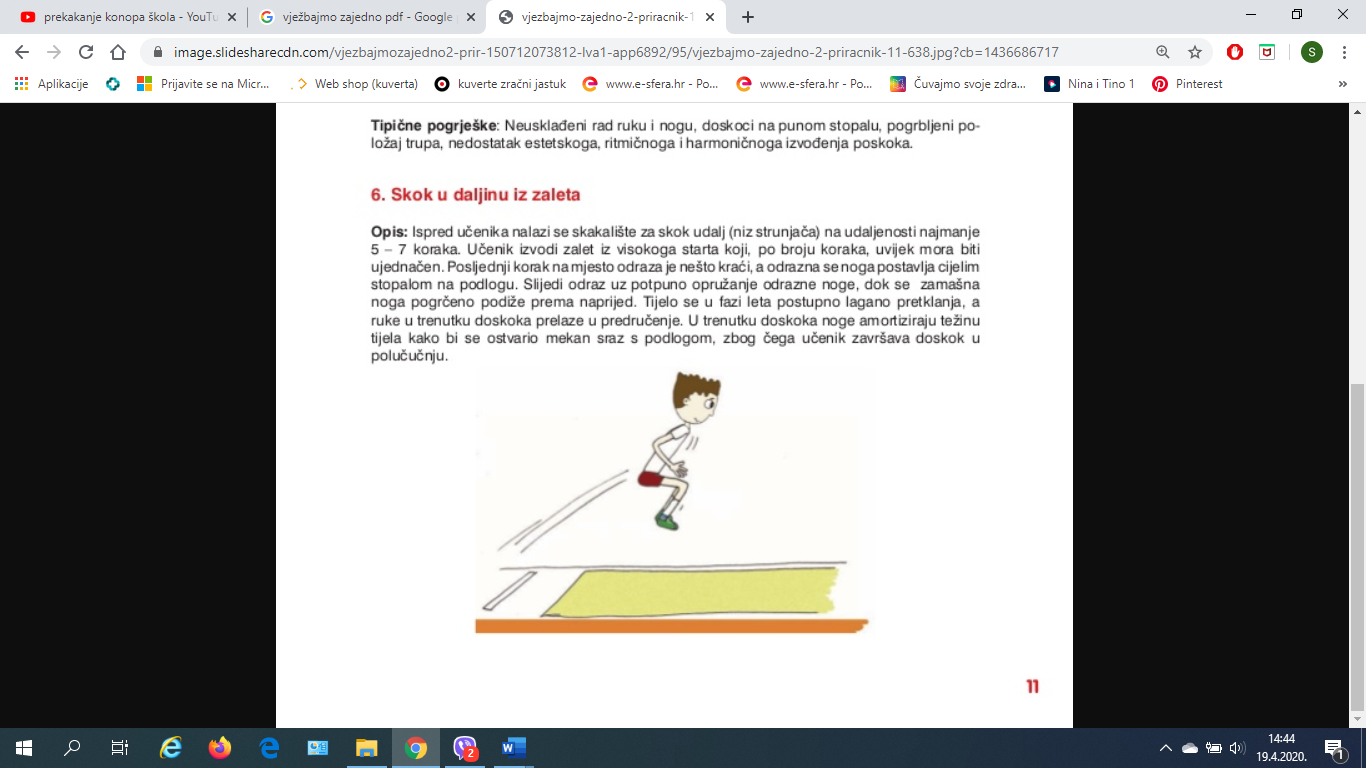 prekakanje konopa škola - YouTu
vježbajmo zajedno pdf - Google
vjezbajmo-zajedno-2-priracnik-1
image.slidesharecdn.com/vjezbajmozajedno2-prir-150712073812-lva1-app6892/95/vjezbajmo-zajedno-2-priracnik-11-638.jpg?cb=1436686717
S
Aplikacije
Prijavite se na Micr...
Web shop (kuverta)
kuverte zračni jastuk
www.e-sfera.hr - Po...
www.e-sfera.hr - Po...
Čuvajmo svoje zdra...
Nina i Tino 1
Pinterest
»
Tipične pogrješke: Neusklađeni rad ruku i nogu, doskoci na punom stopalu, pogrbljeni po-
ložaj trupa, nedostatak estetskoga, ritmičnoga i harmoničnoga izvođenja poskoka.
6. Skok u daljinu iz zaleta
Opis: Ispred učenika nalazi se skakalište za skok udalj (niz strunjača) na udaljenosti najmanje
5 – 7 koraka. Učenik izvodi zalet iz visokoga starta koji, po broju koraka, uvijek mora biti
ujednačen. Posljednji korak na mjesto odraza je nešto kraći, a odrazna se noga postavlja cijelim
stopalom na podlogu. Slijedi odraz uz potpuno opružanje odrazne noge, dok se zamašna
noga pogrčeno podiže prema naprijed. Tijelo se u fazi leta postupno lagano pretklanja, a
ruke u trenutku doskoka prelaze u predručenje. U trenutku doskoka noge amortiziraju težinu
tijela kako bi se ostvario mekan sraz s podlogom, zbog čega učenik završava doskok u
polučučnju.
11
2
14:44
19.4.2020.
1